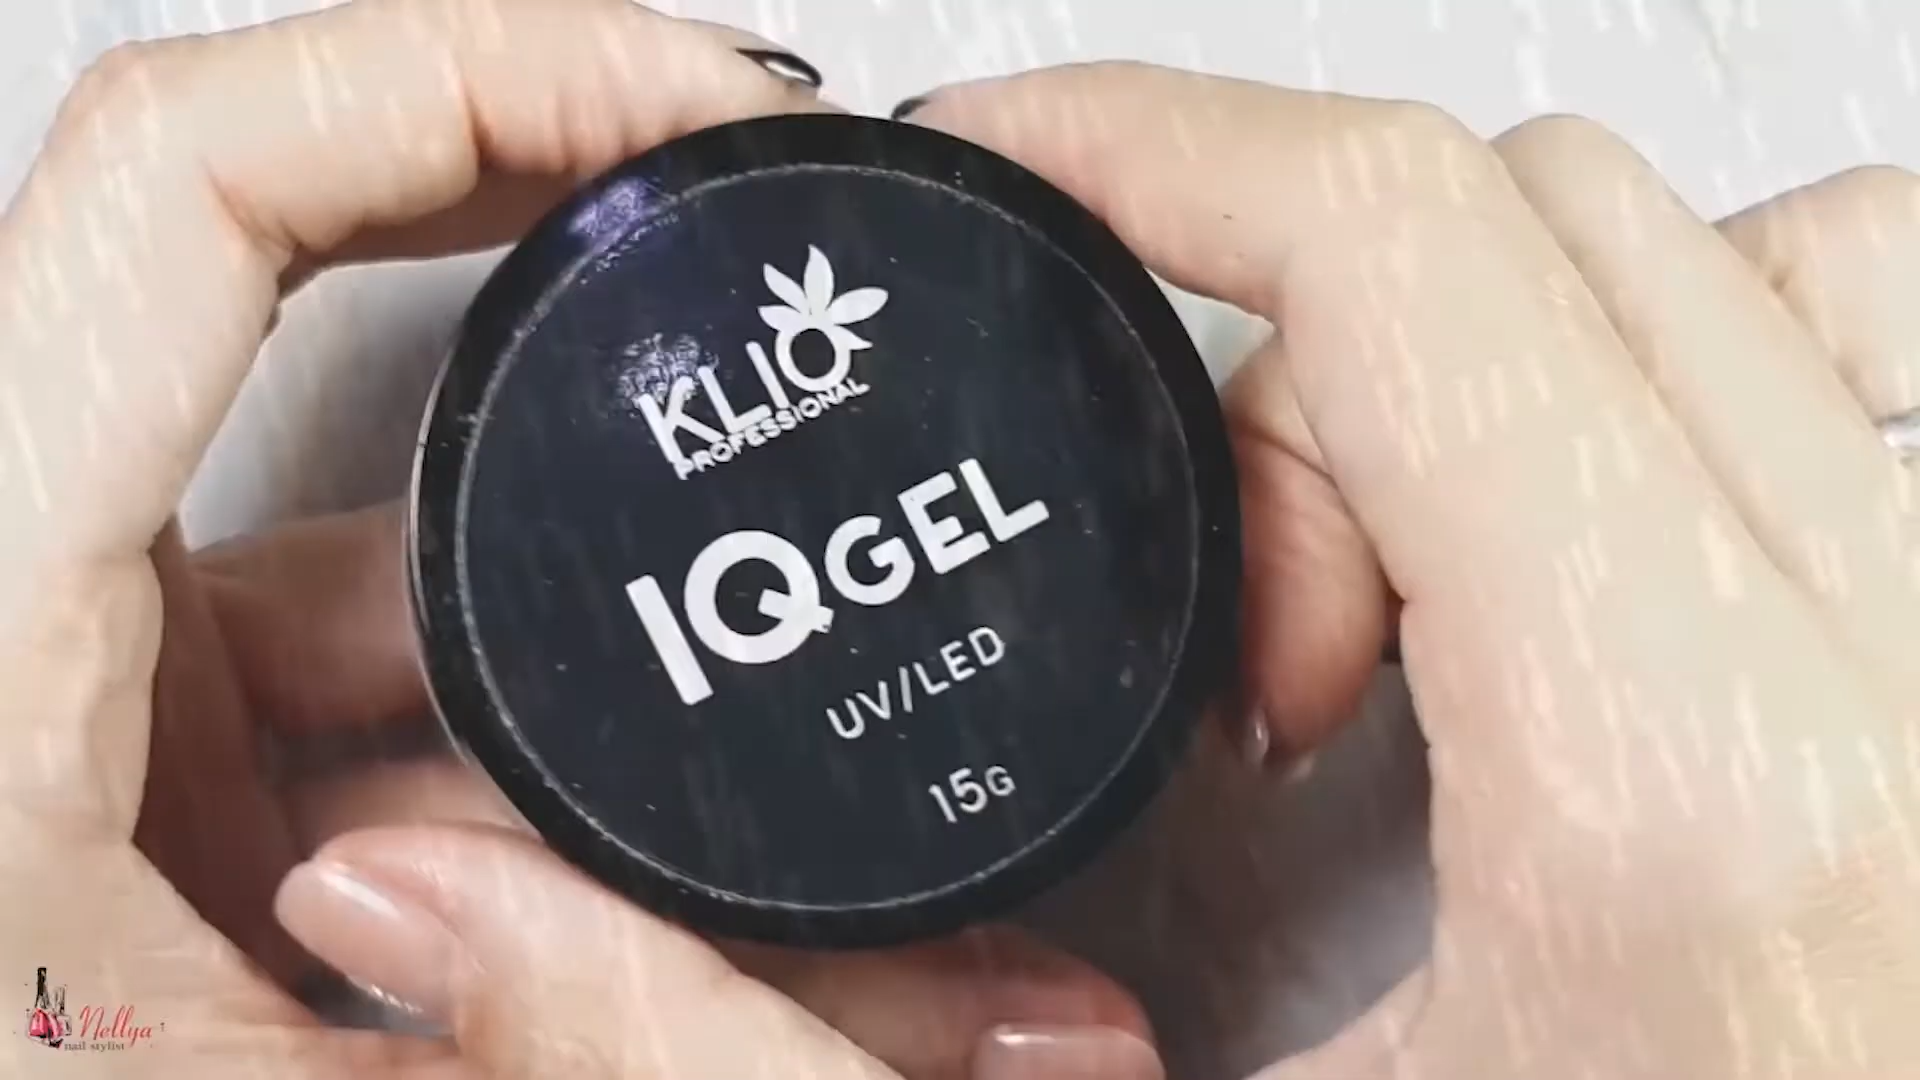 KLIO
PROFESSIONAL
IQGEL
UV/LED
15G
Nellya
nail stylist